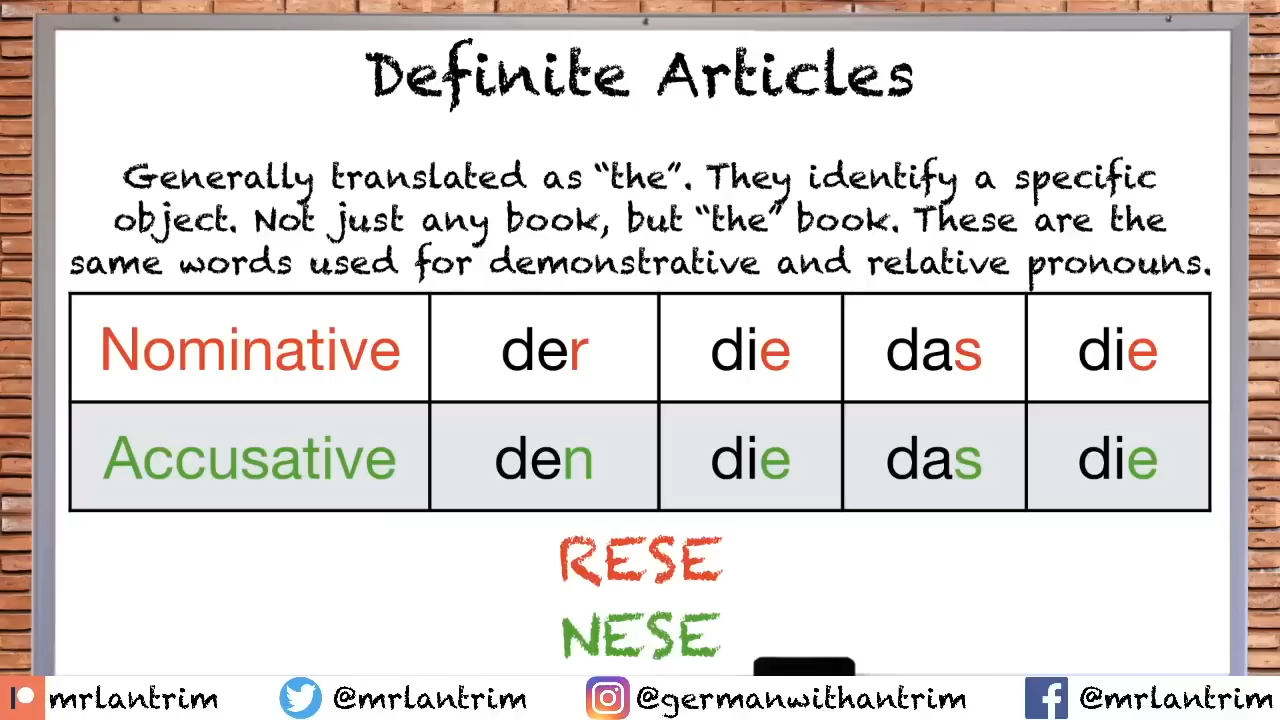 Definite Articles
Generally translated as “the”. They identify a specific
object. Not just any book, but “the” book. These are the
same words used for demonstrative and relative pronouns.
Nominative der die das die
Accusative den die das die
RESE
NESE
mrlantrim @mrlantrim @germanwithantrim @mrlantrim